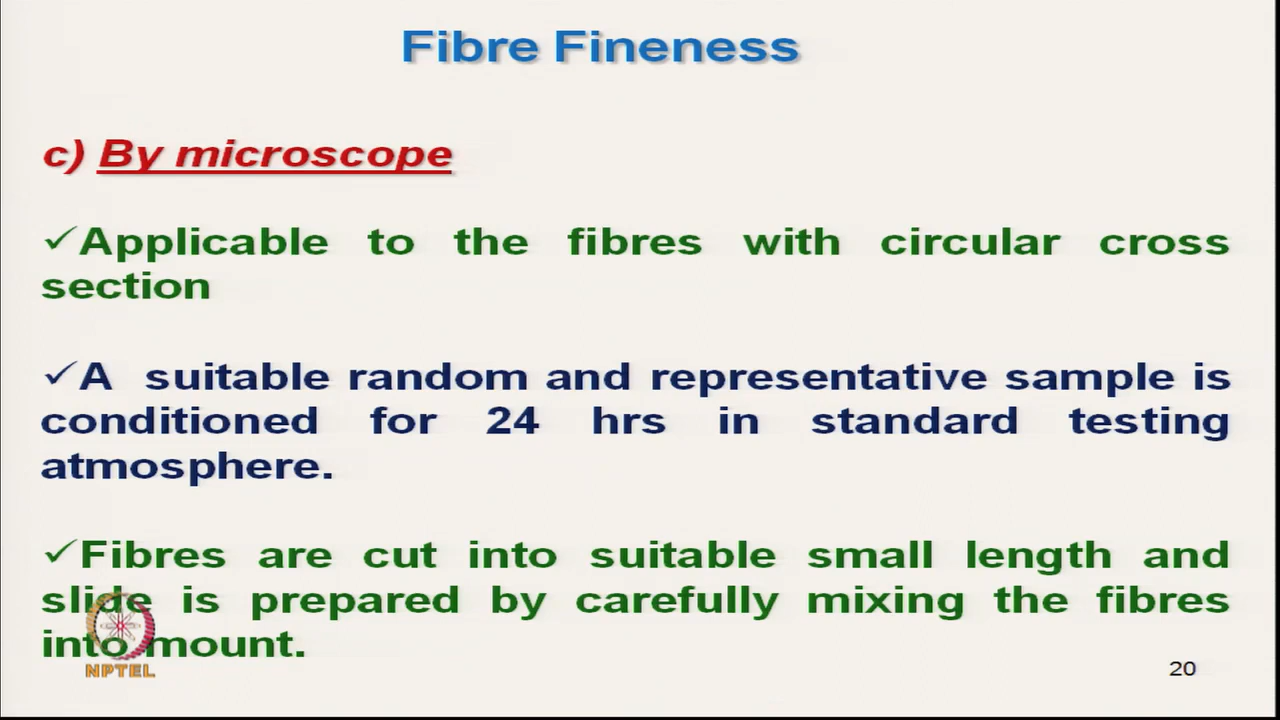 Fibre Fineness
c) By microscope
✓Applicable to the fibres with circular cross
section
✓A suitable random and representative sample is
conditioned for 24 hrs in standard testing
atmosphere.
✓Fibres are cut into suitable small length and
slide is prepared by carefully mixing the fibres
into mount.
NPTEL
20